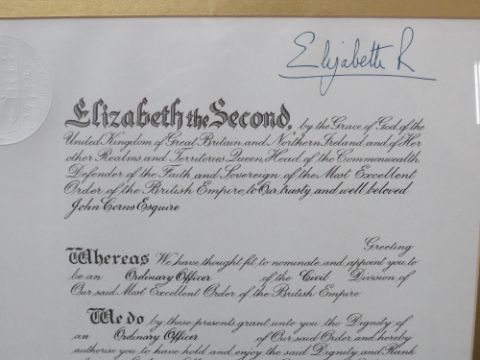 Elizabeth R
Elizabeth the Second, by the Grace of God of the
United Kingdom of Great Britain and Northern Ireland and of Her
other Realms and Territories Queen, Head of the Commonwealth,
Defender of the Faith and Sovereign of the Most Excellent
Order of the British Empire to Our trusty and well beloved
John Corns Esquire
Greeting
Whereas We have thought fit to nominate and appoint you to
be an Ordinary Officer of the Civil Division of
Our said Most Excellent Order of the British Empire
We do by these presents grant unto you the Dignity of
an Ordinary Officer of Our said Order and hereby
authorise you to have hold and enjoy the said Dignity and Rank